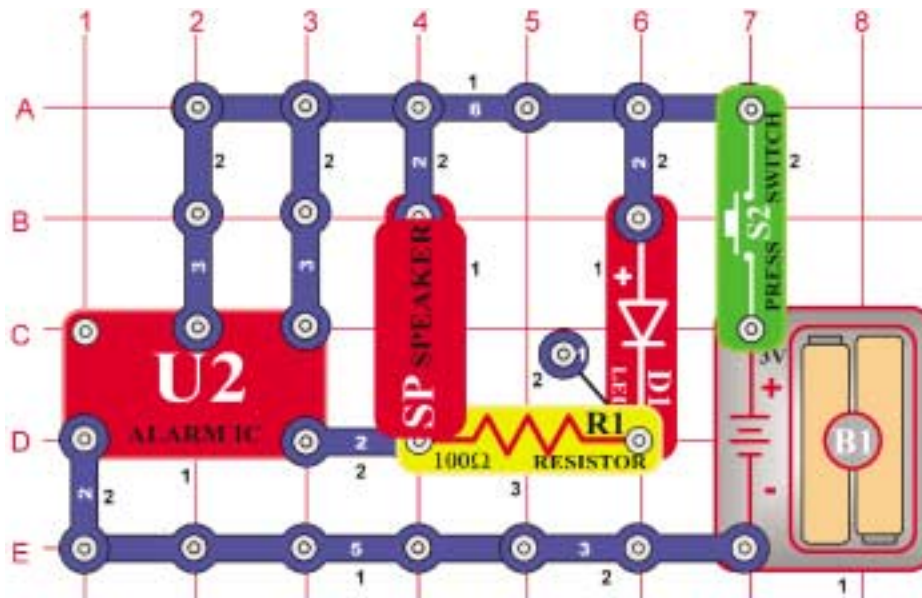 1 2 3 4 5 6 7 8
1
A 6
2 2 2 2 2 2
PRESS SWITCH
S2
B
3 3 1 1 +
SPEAKER
SP
C
U2
ALARM IC
1 2
D1
3V
+
B1
-
D 2 2
R1
100Ω RESISTOR
1 3
2 2
E 5 3
1 2 1